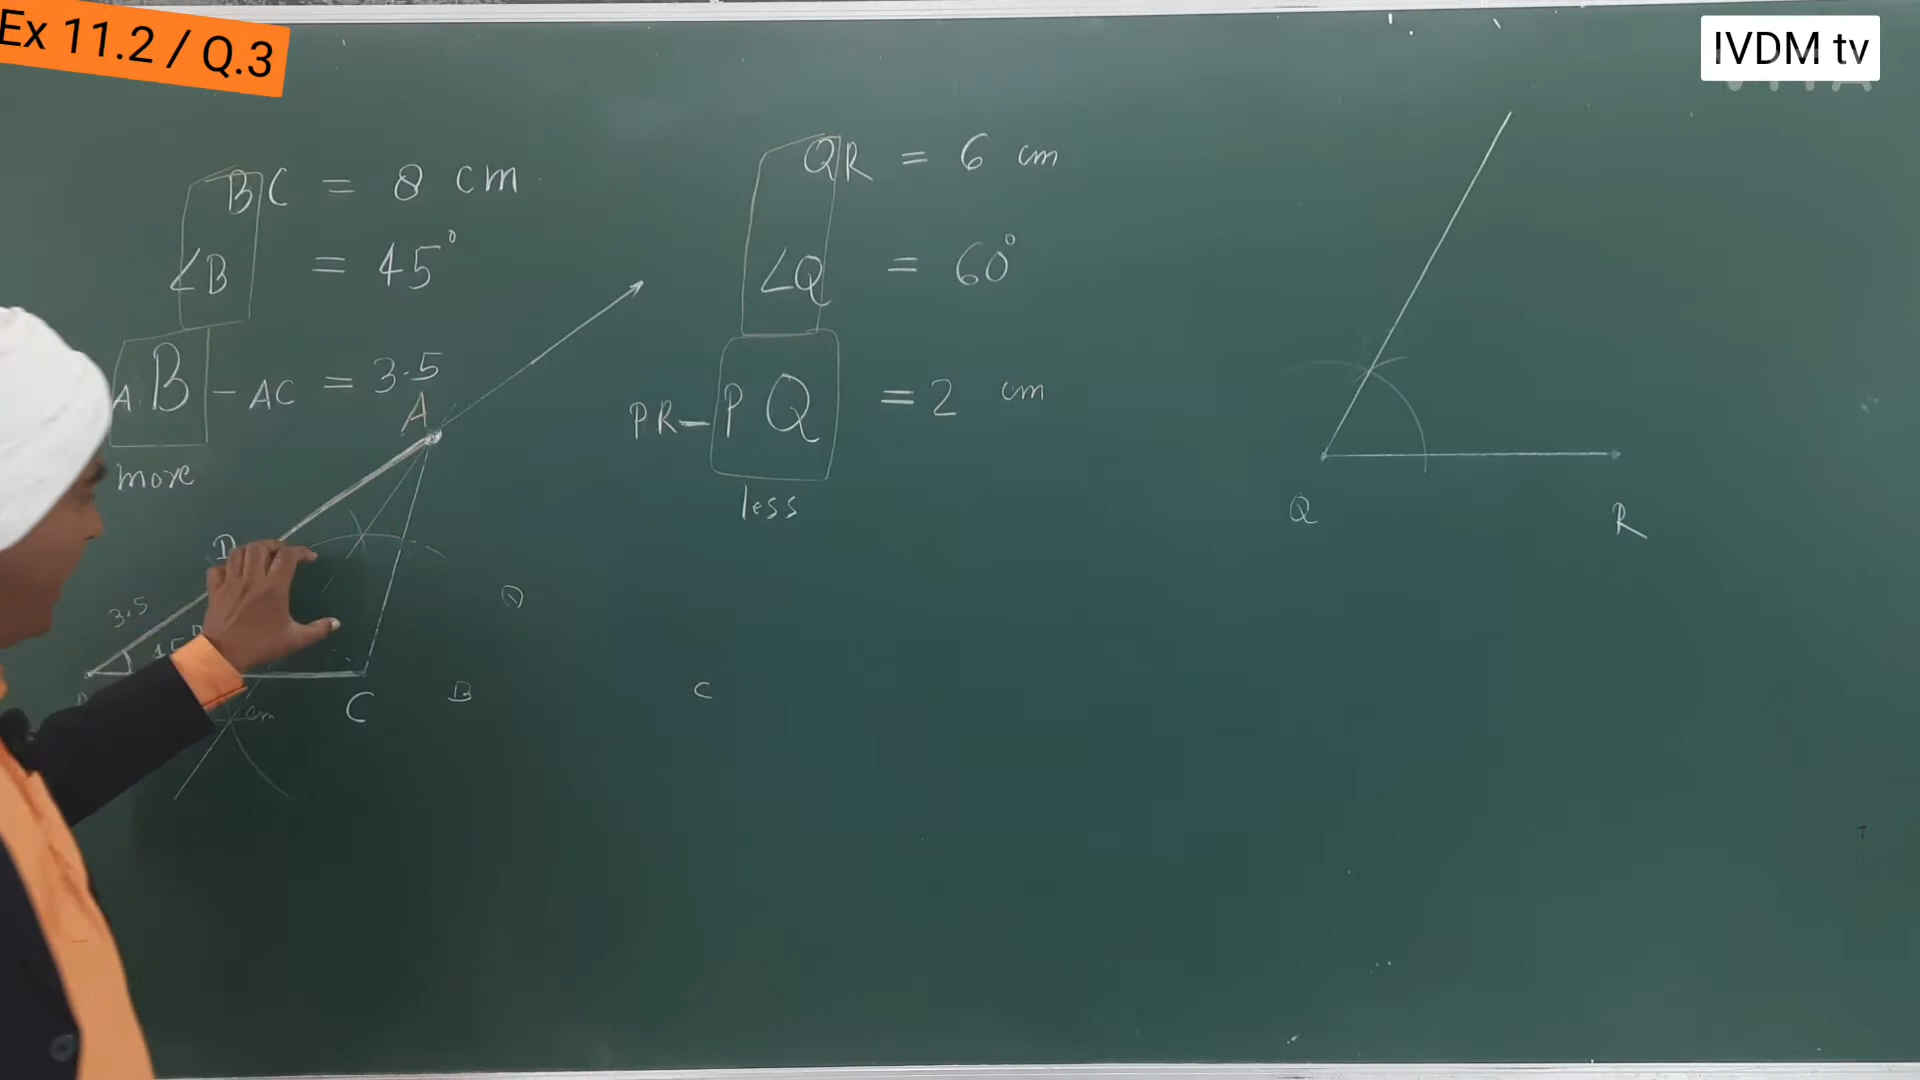 Ex 11.2 / Q.3
IVDM tv
BC = 8 cm
∠B = 45°
AB - AC = 3.5
more
QR = 6 cm
∠Q = 60°
PR - PQ = 2 cm
less
A
D
3.5
cm
C
B
C
Q
R